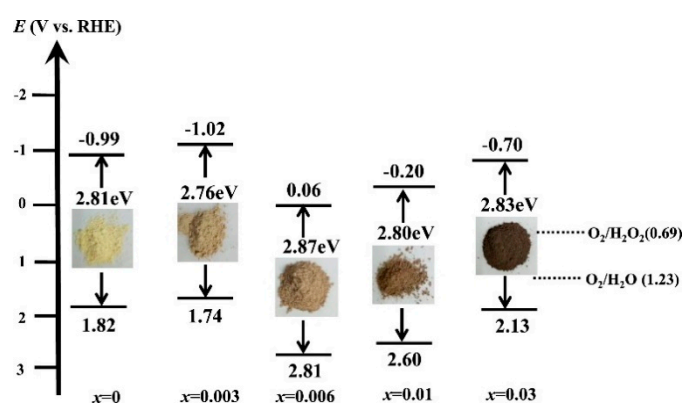 E (V vs. RHE)
-2
-1
0
1
2
3
-0.99
2.81eV
1.82
x=0
-1.02
2.76eV
1.74
x=0.003
0.06
2.87eV
2.81
x=0.006
-0.20
2.80eV
2.60
x=0.01
-0.70
2.83eV
2.13
x=0.03
O₂/H₂O₂(0.69)
O₂/H₂O (1.23)